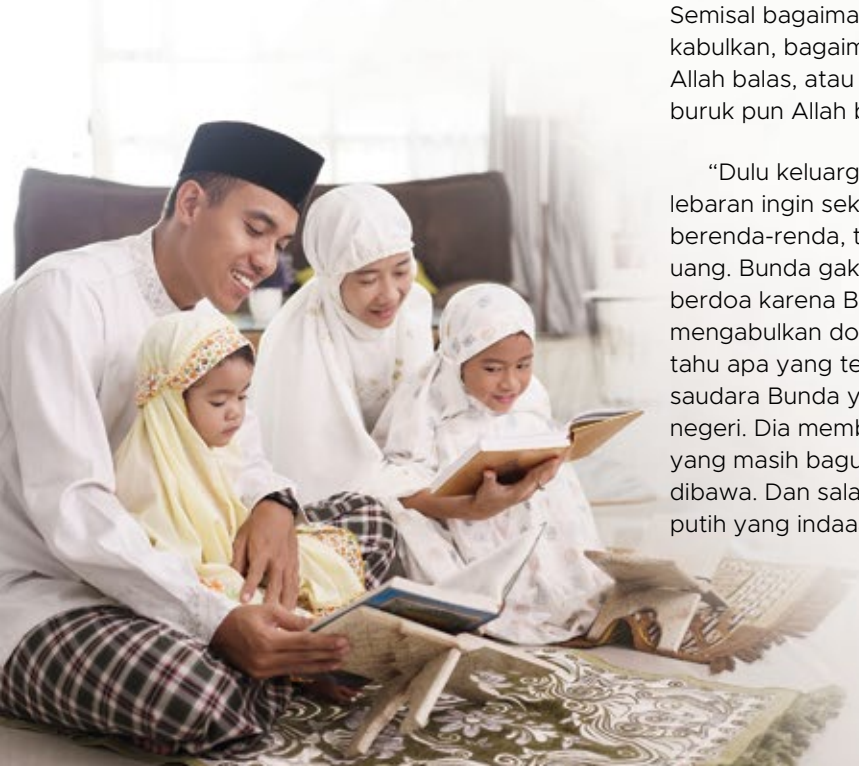 Semisal bagaima
kabulkan, bagaim
Allah balas, atau
buruk pun Allah b
“Dulu keluarg
lebaran ingin sek
berenda-renda, t
uang. Bunda gak
berdoa karena B
mengabulkan do
tahu apa yang te
saudara Bunda y
negeri. Dia memb
yang masih bagu
dibawa. Dan sala
putih yang indaa